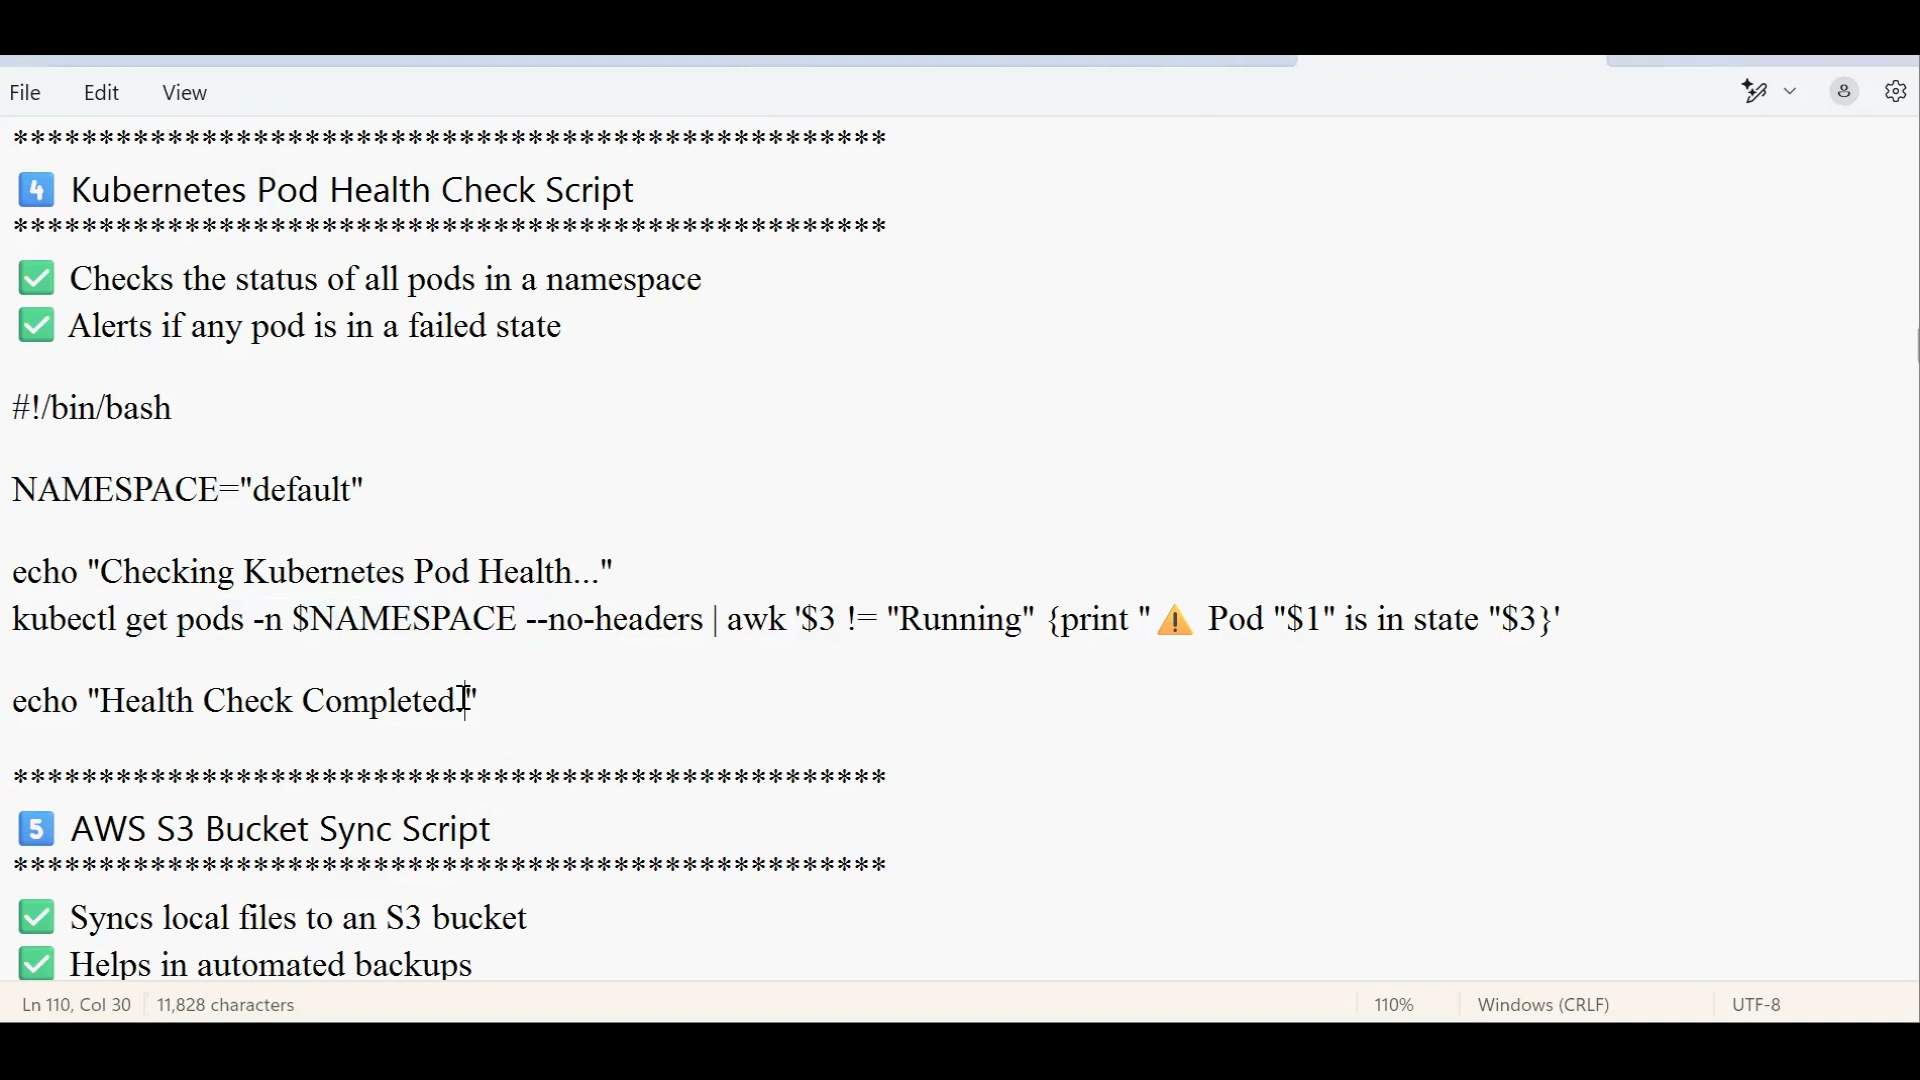 File Edit View
***************************************************
4️⃣ Kubernetes Pod Health Check Script
***************************************************
✅ Checks the status of all pods in a namespace
✅ Alerts if any pod is in a failed state
#!/bin/bash
NAMESPACE="default"
echo "Checking Kubernetes Pod Health..."
kubectl get pods -n $NAMESPACE --no-headers | awk '$3 != "Running" {print "⚠️ Pod "$1" is in state "$3}'
echo "Health Check Completed."
***************************************************
5️⃣ AWS S3 Bucket Sync Script
***************************************************
✅ Syncs local files to an S3 bucket
✅ Helps in automated backups
Ln 110, Col 30 11,828 characters 110% Windows (CRLF) UTF-8